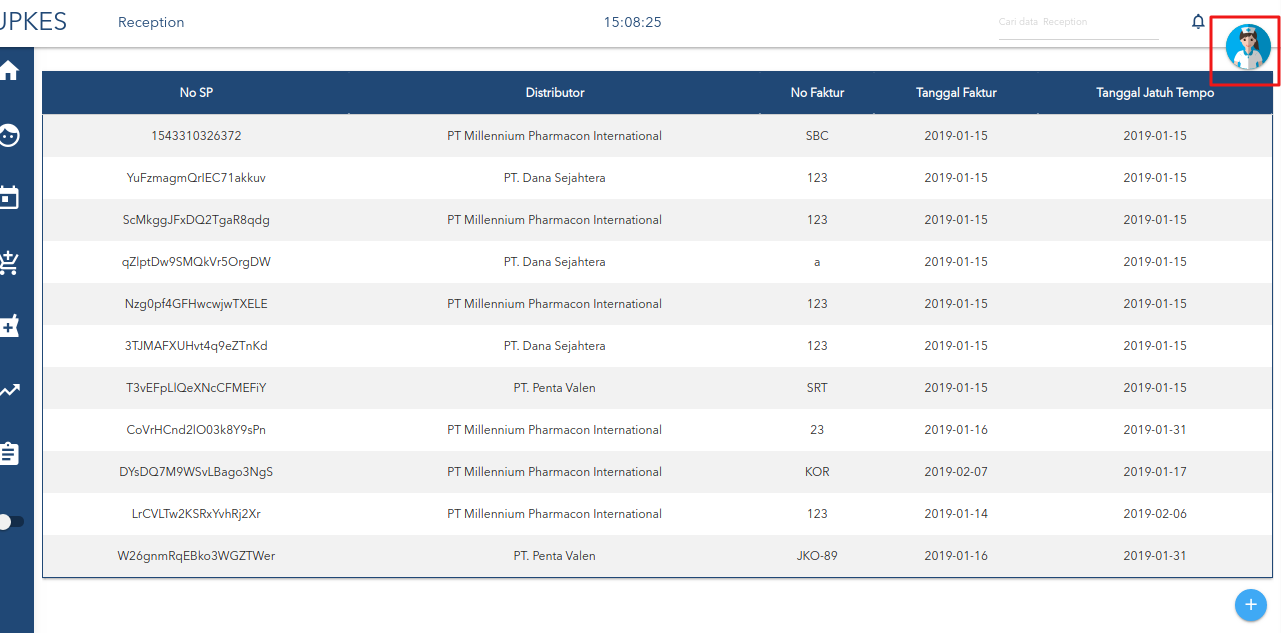 JPKES Reception 15:08:25 Cari data Reception
No SP Distributor No Faktur Tanggal Faktur Tanggal Jatuh Tempo
1543310326372 PT Millennium Pharmacon International SBC 2019-01-15 2019-01-15
YuFzmagmQrIEC71akkuv PT. Dana Sejahtera 123 2019-01-15 2019-01-15
ScMkggJFxDQ2TgaR8qdg PT Millennium Pharmacon International 123 2019-01-15 2019-01-15
qZlptDw9SMQkVr5OrgDW PT. Dana Sejahtera a 2019-01-15 2019-01-15
Nzg0pf4GFHwcwjwTXELE PT Millennium Pharmacon International 123 2019-01-15 2019-01-15
3TJMAFXUHvt4q9eZTnKd PT. Dana Sejahtera 123 2019-01-15 2019-01-15
T3vEFpLlQeXNcCFMEFiY PT. Penta Valen SRT 2019-01-15 2019-01-15
CoVrHCnd2lO03k8Y9sPn PT Millennium Pharmacon International 23 2019-01-16 2019-01-31
DYsDQ7M9WSvLBago3NgS PT Millennium Pharmacon International KOR 2019-02-07 2019-01-17
LrCVLTw2KSRxYvhRj2Xr PT Millennium Pharmacon International 123 2019-01-14 2019-02-06
W26gnmRqEBko3WGZTWer PT. Penta Valen JKO-89 2019-01-16 2019-01-31